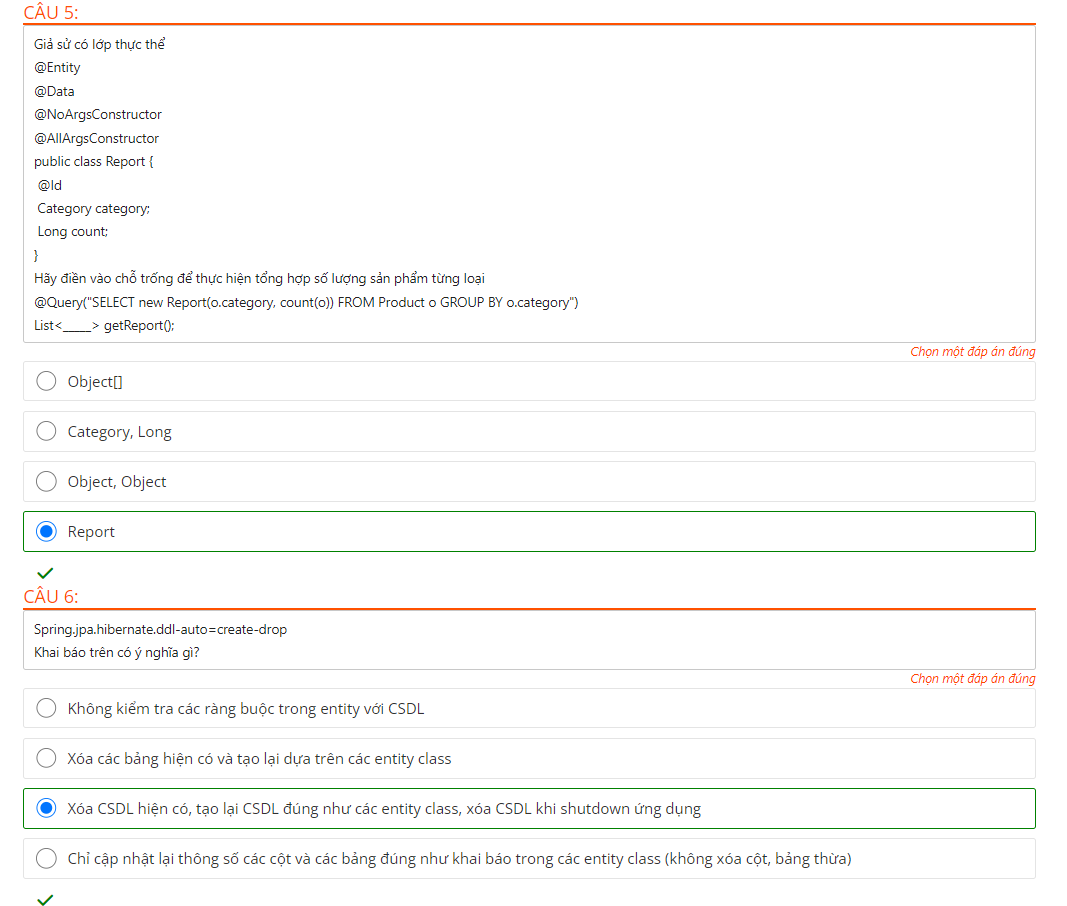 CÂU 5:
Giả sử có lớp thực thể
@Entity
@Data
@NoArgsConstructor
@AllArgsConstructor
public class Report {
@Id
Category category;
Long count;
}
Hãy điền vào chỗ trống để thực hiện tổng hợp số lượng sản phẩm từng loại
@Query("SELECT new Report(o.category, count(o)) FROM Product o GROUP BY o.category")
List<_____> getReport();
Chọn một đáp án đúng
Object[]
Category, Long
Object, Object
Report
CÂU 6:
Spring.jpa.hibernate.ddl-auto=create-drop
Khai báo trên có ý nghĩa gì?
Chọn một đáp án đúng
Không kiểm tra các ràng buộc trong entity với CSDL
Xóa các bảng hiện có và tạo lại dựa trên các entity class
Xóa CSDL hiện có, tạo lại CSDL đúng như các entity class, xóa CSDL khi shutdown ứng dụng
Chỉ cập nhật lại thông số các cột và các bảng đúng như khai báo trong các entity class (không xóa cột, bảng thừa)